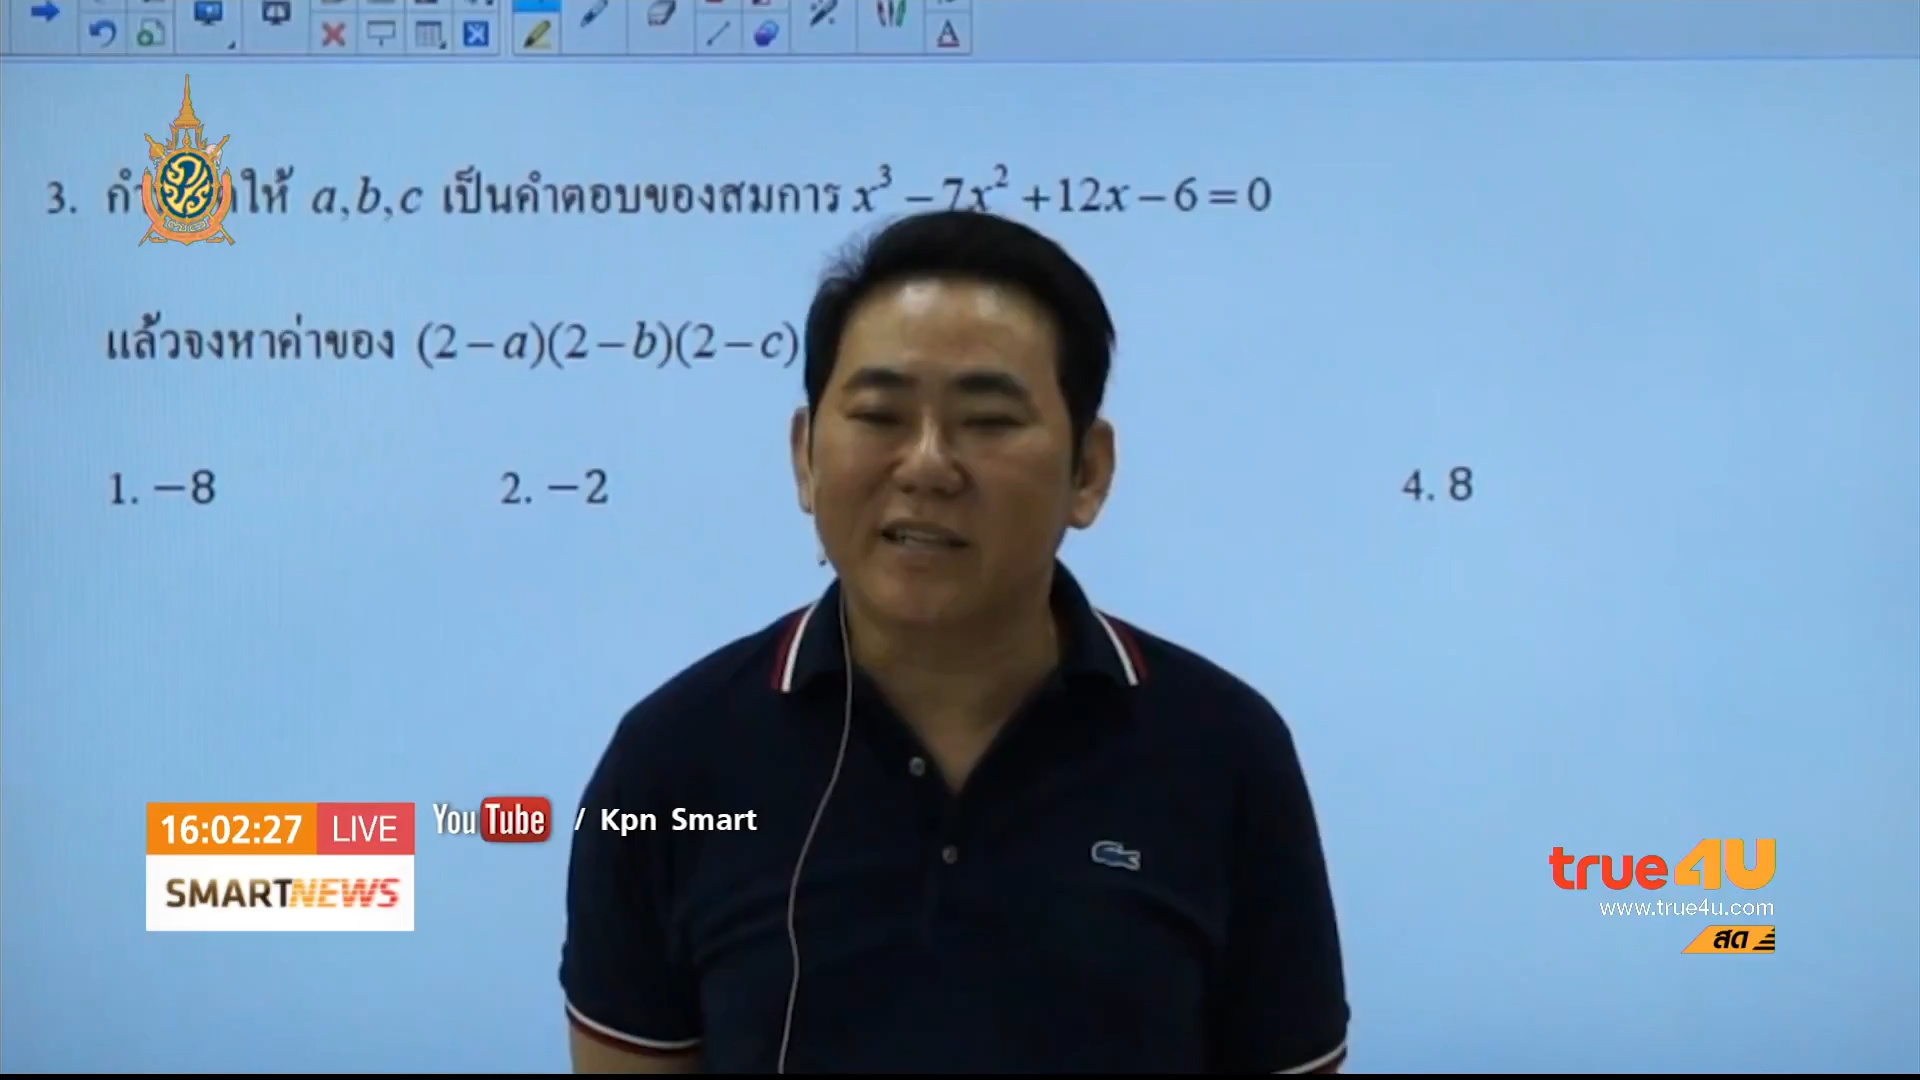 3. กำหนดให้ a,b,c เป็นคำตอบของสมการ x³ − 7x² + 12x − 6 = 0
แล้วจงหาค่าของ (2 − a)(2 − b)(2 − c)
1. −8 2. −2 4. 8
16:02:27 LIVE YouTube / Kpn Smart
SMARTNEWS
true4U
www.true4u.com
สด